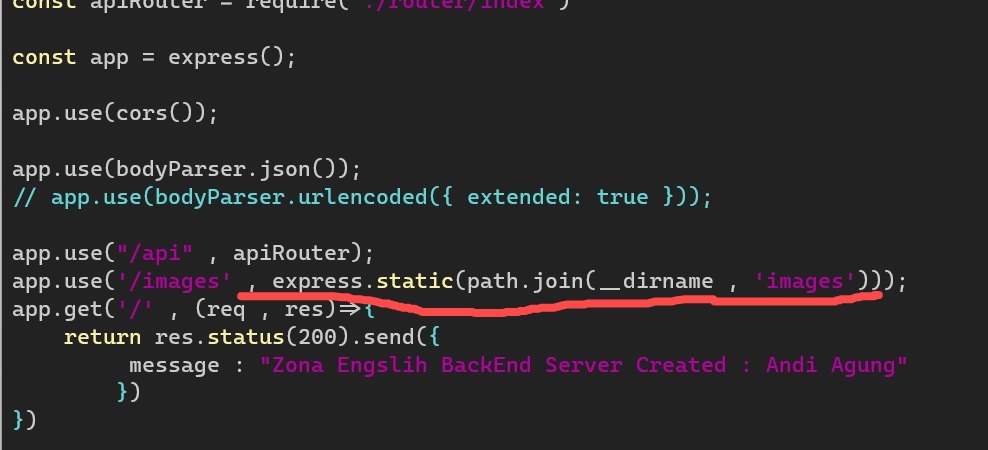 const apiRouter = require('./router/index')
const app = express();
app.use(cors());
app.use(bodyParser.json());
// app.use(bodyParser.urlencoded({ extended: true }));
app.use("/api" , apiRouter);
app.use('/images' , express.static(path.join(__dirname , 'images')));
app.get('/' , (req , res)=>{
    return res.status(200).send({
         message : "Zona Engslih BackEnd Server Created : Andi Agung"
        })
})